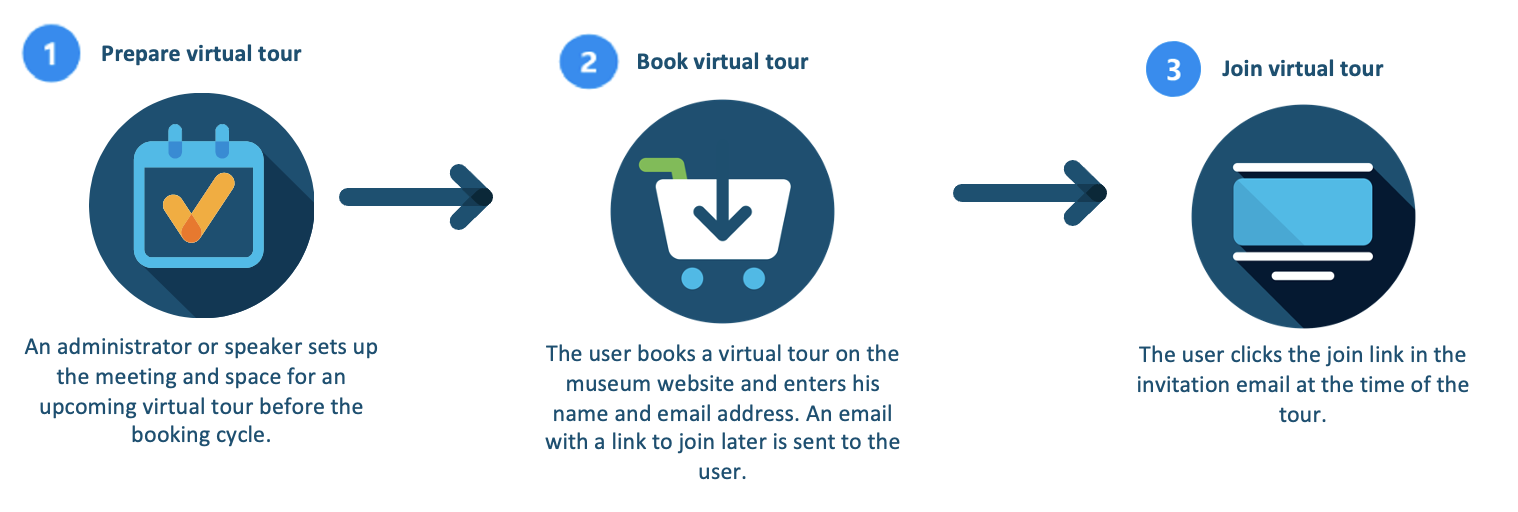 1 Prepare virtual tour
An administrator or speaker sets up
the meeting and space for an
upcoming virtual tour before the
booking cycle.
2 Book virtual tour
The user books a virtual tour on the
museum website and enters his
name and email address. An email
with a link to join later is sent to the
user.
3 Join virtual tour
The user clicks the join link in the
invitation email at the time of the
tour.